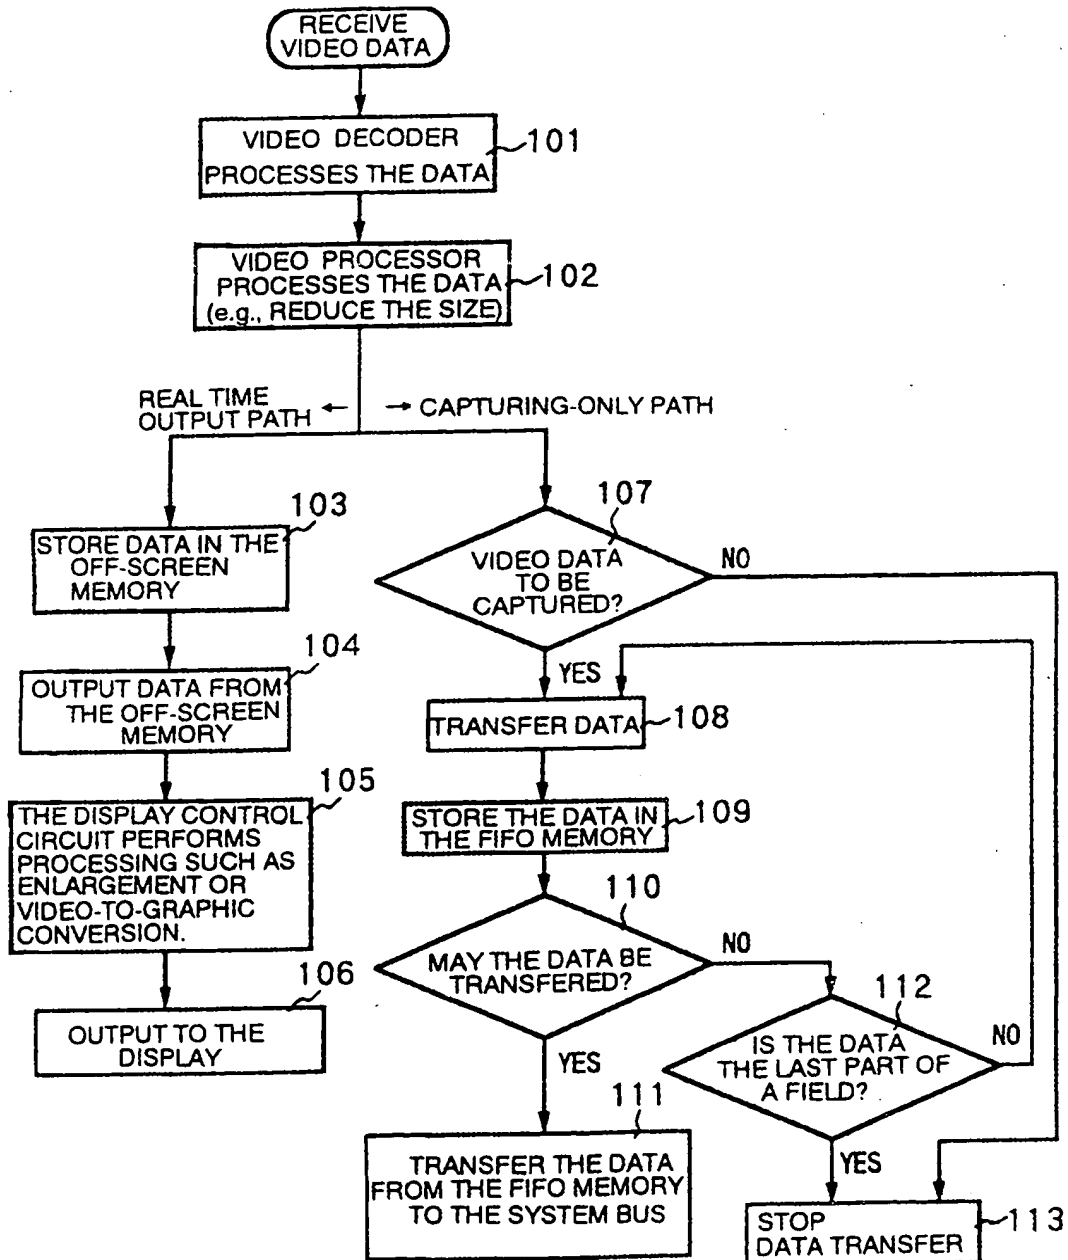 RECEIVE
VIDEO DATA
VIDEO DECODER
PROCESSES THE DATA
101
VIDEO PROCESSOR
PROCESSES THE DATA
(e.g., REDUCE THE SIZE)
102
REAL TIME
OUTPUT PATH
CAPTURING-ONLY PATH
103
STORE DATA IN THE
OFF-SCREEN
MEMORY
104
OUTPUT DATA FROM
THE OFF-SCREEN
MEMORY
105
THE DISPLAY CONTROL
CIRCUIT PERFORMS
PROCESSING SUCH AS
ENLARGEMENT OR
VIDEO-TO-GRAPHIC
CONVERSION.
106
OUTPUT TO THE
DISPLAY
107
VIDEO DATA
TO BE
CAPTURED?
NO
YES
TRANSFER DATA
108
STORE THE DATA IN
THE FIFO MEMORY
109
110
MAY THE DATA BE
TRANSFERED?
NO
YES
111
TRANSFER THE DATA
FROM THE FIFO MEMORY
TO THE SYSTEM BUS
112
IS THE DATA
THE LAST PART OF
A FIELD?
NO
YES
STOP
DATA TRANSFER
113